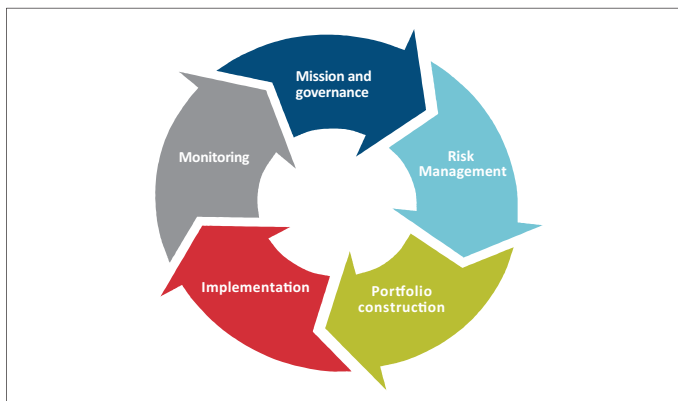 Mission and
governance
Risk
Management
Portfolio
construction
Implementation
Monitoring